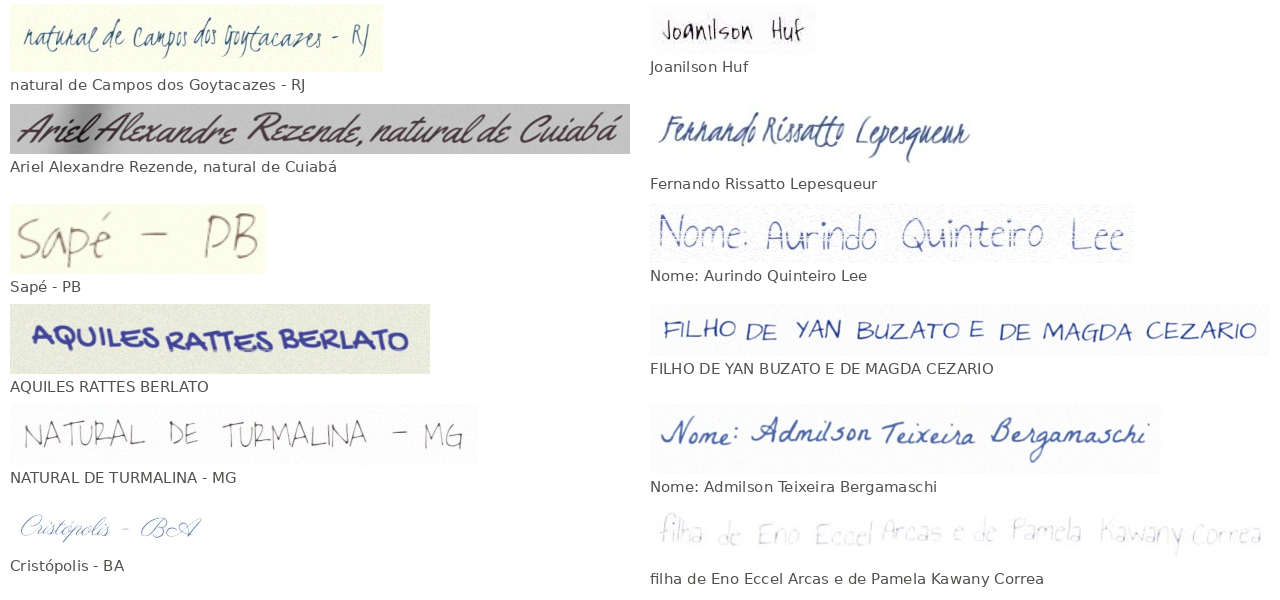 natural de Campos dos Goytacazes - RJ
natural de Campos dos Goytacazes - RJ
Ariel Alexandre Rezende, natural de Cuiabá
Ariel Alexandre Rezende, natural de Cuiabá
Sapé - PB
Sapé - PB
AQUILES RATTES BERLATO
AQUILES RATTES BERLATO
NATURAL DE TURMALINA - MG
NATURAL DE TURMALINA - MG
Cristópolis - BA
Cristópolis - BA
Joanilson Huf
Joanilson Huf
Fernando Rissatto Lepesqueur
Fernando Rissatto Lepesqueur
Nome: Aurindo Quinteiro Lee
Nome: Aurindo Quinteiro Lee
FILHO DE YAN BUZATO E DE MAGDA CEZARIO
FILHO DE YAN BUZATO E DE MAGDA CEZARIO
Nome: Admilson Teixeira Bergamaschi
Nome: Admilson Teixeira Bergamaschi
filha de Eno Eccel Arcas e de Pamela Kawany Correa
filha de Eno Eccel Arcas e de Pamela Kawany Correa